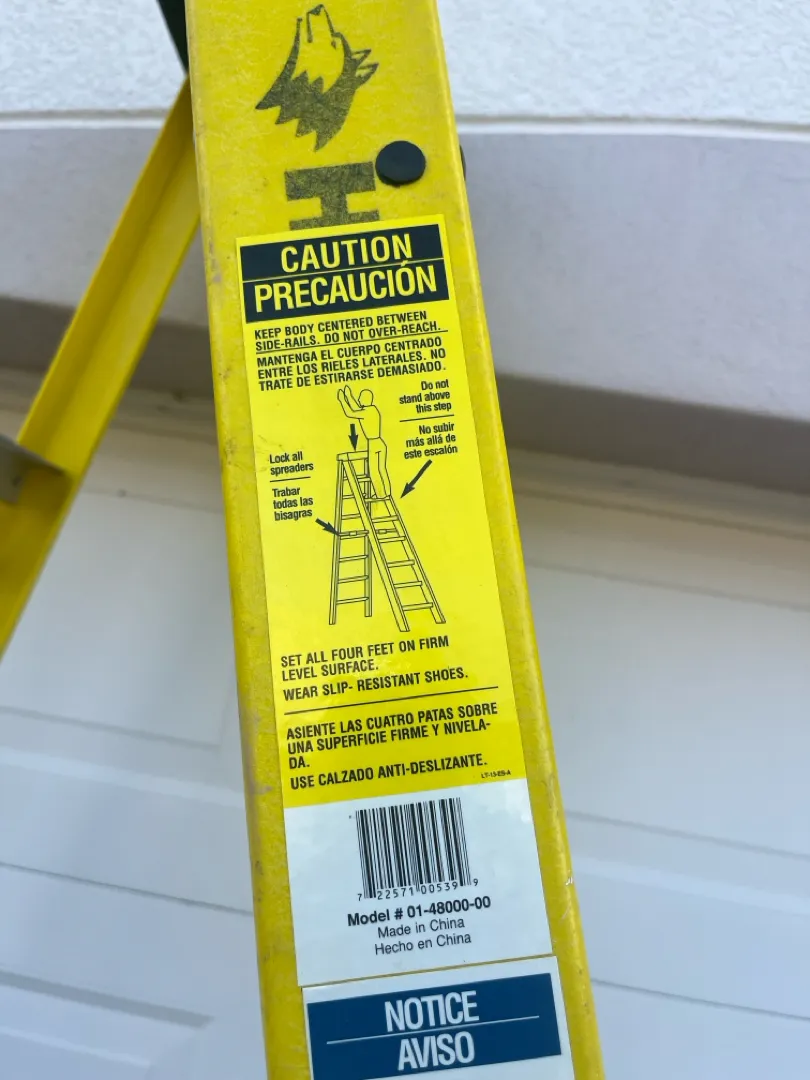 H
CAUTION
PRECAUCIÓN
KEEP BODY CENTERED BETWEEN
SIDE-RAILS. DO NOT OVER-REACH.
MANTENGA EL CUERPO CENTRADO
ENTRE LOS RIELES LATERALES. NO
TRATE DE ESTIRARSE DEMASIADO.
Do not
stand above
this step
No subir
más allá de
este escalón
Lock all
spreaders
Trabar
todas las
bisagras
SET ALL FOUR FEET ON FIRM
LEVEL SURFACE.
WEAR SLIP- RESISTANT SHOES.
ASIENTE LAS CUATRO PATAS SOBRE
UNA SUPERFICIE FIRME Y NIVELA-
DA.
USE CALZADO ANTI-DESLIZANTE.
7 22571 00539 9
Model # 01-48000-00
Made in China
Hecho en China
NOTICE
AVISO